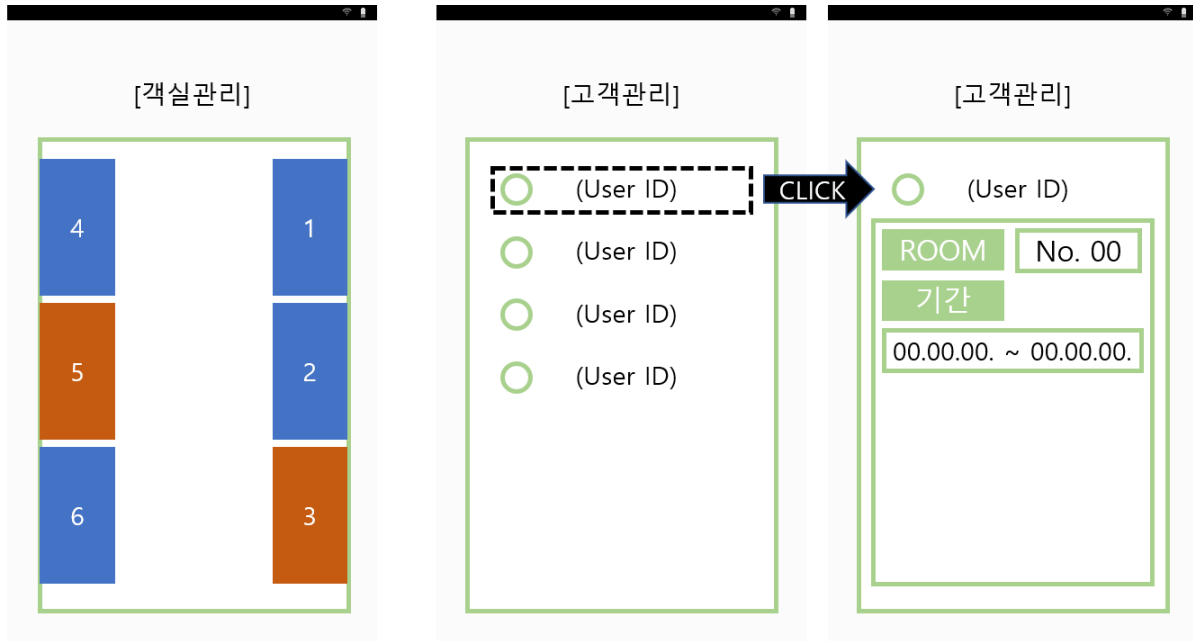 [객실관리]
4
1
5
2
6
3
[고객관리]
(User ID)
(User ID)
(User ID)
(User ID)
CLICK
[고객관리]
(User ID)
ROOM
No. 00
기간
00.00.00. ~ 00.00.00.